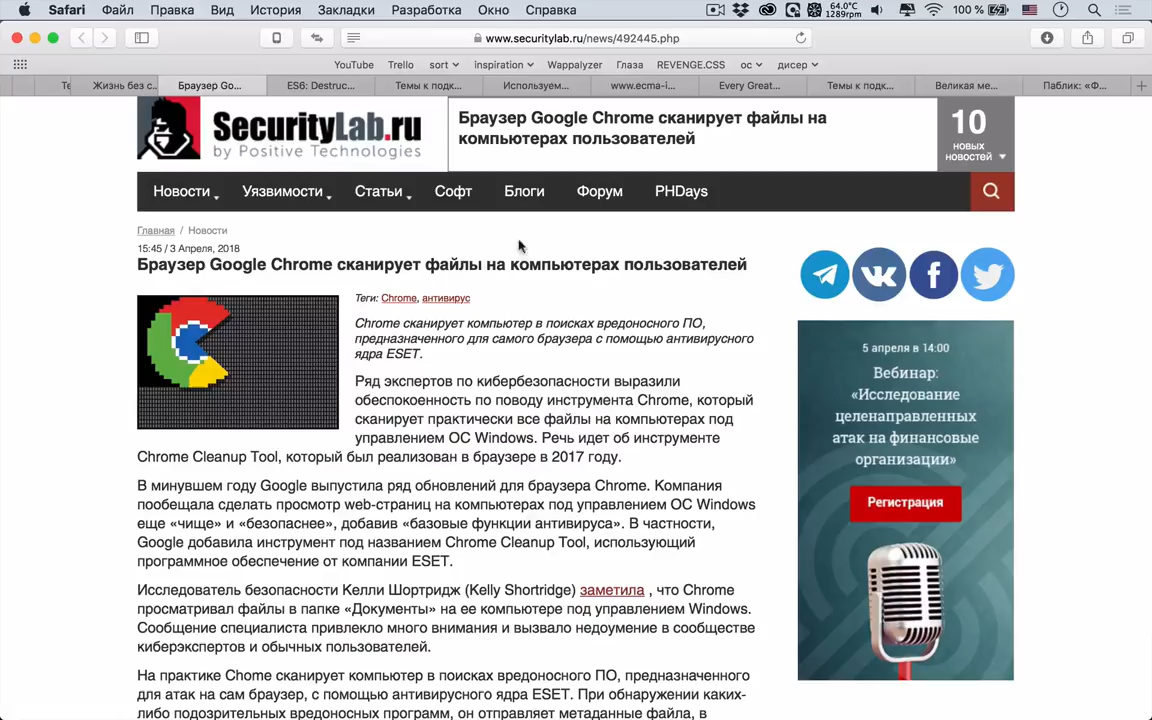 Safari Файл Правка Вид История Закладки Разработка Окно Справка 64.0°C 1289rpm 100 %
www.securitylab.ru/news/492445.php
YouTube Trello sort inspiration Wappalyzer Глаза REVENGE.CSS ос дисер
Те Жизнь без с... Браузер Go... ES6: Destruc... Темы к подк... Используем... www.ecma-i... Every Great... Темы к подк... Великая ме... Паблик: «Ф...
SecurityLab.ru
by Positive Technologies
Браузер Google Chrome сканирует файлы на
компьютерах пользователей
10
новых
новостей
Новости Уязвимости Статьи Софт Блоги Форум PHDays
Главная / Новости
15:45 / 3 Апреля, 2018
Браузер Google Chrome сканирует файлы на компьютерах пользователей
Теги: Chrome, антивирус
Chrome сканирует компьютер в поисках вредоносного ПО,
предназначенного для самого браузера с помощью антивирусного
ядра ESET.
Ряд экспертов по кибербезопасности выразили
обеспокоенность по поводу инструмента Chrome, который
сканирует практически все файлы на компьютерах под
управлением ОС Windows. Речь идет об инструменте
Chrome Cleanup Tool, который был реализован в браузере в 2017 году.
В минувшем году Google выпустила ряд обновлений для браузера Chrome. Компания
пообещала сделать просмотр web-страниц на компьютерах под управлением ОС Windows
еще «чище» и «безопаснее», добавив «базовые функции антивируса». В частности,
Google добавила инструмент под названием Chrome Cleanup Tool, использующий
программное обеспечение от компании ESET.
Исследователь безопасности Келли Шортридж (Kelly Shortridge) заметила , что Chrome
просматривал файлы в папке «Документы» на ее компьютере под управлением Windows.
Сообщение специалиста привлекло много внимания и вызвало недоумение в сообществе
киберэкспертов и обычных пользователей.
На практике Chome сканирует компьютер в поисках вредоносного ПО, предназначенного
для атак на сам браузер, с помощью антивирусного ядра ESET. При обнаружении каких-
либо подозрительных вредоносных программ, он отправляет метаданные файла, в
5 апреля в 14:00
Вебинар:
«Исследование
целенаправленных
атак на финансовые
организации»
Регистрация